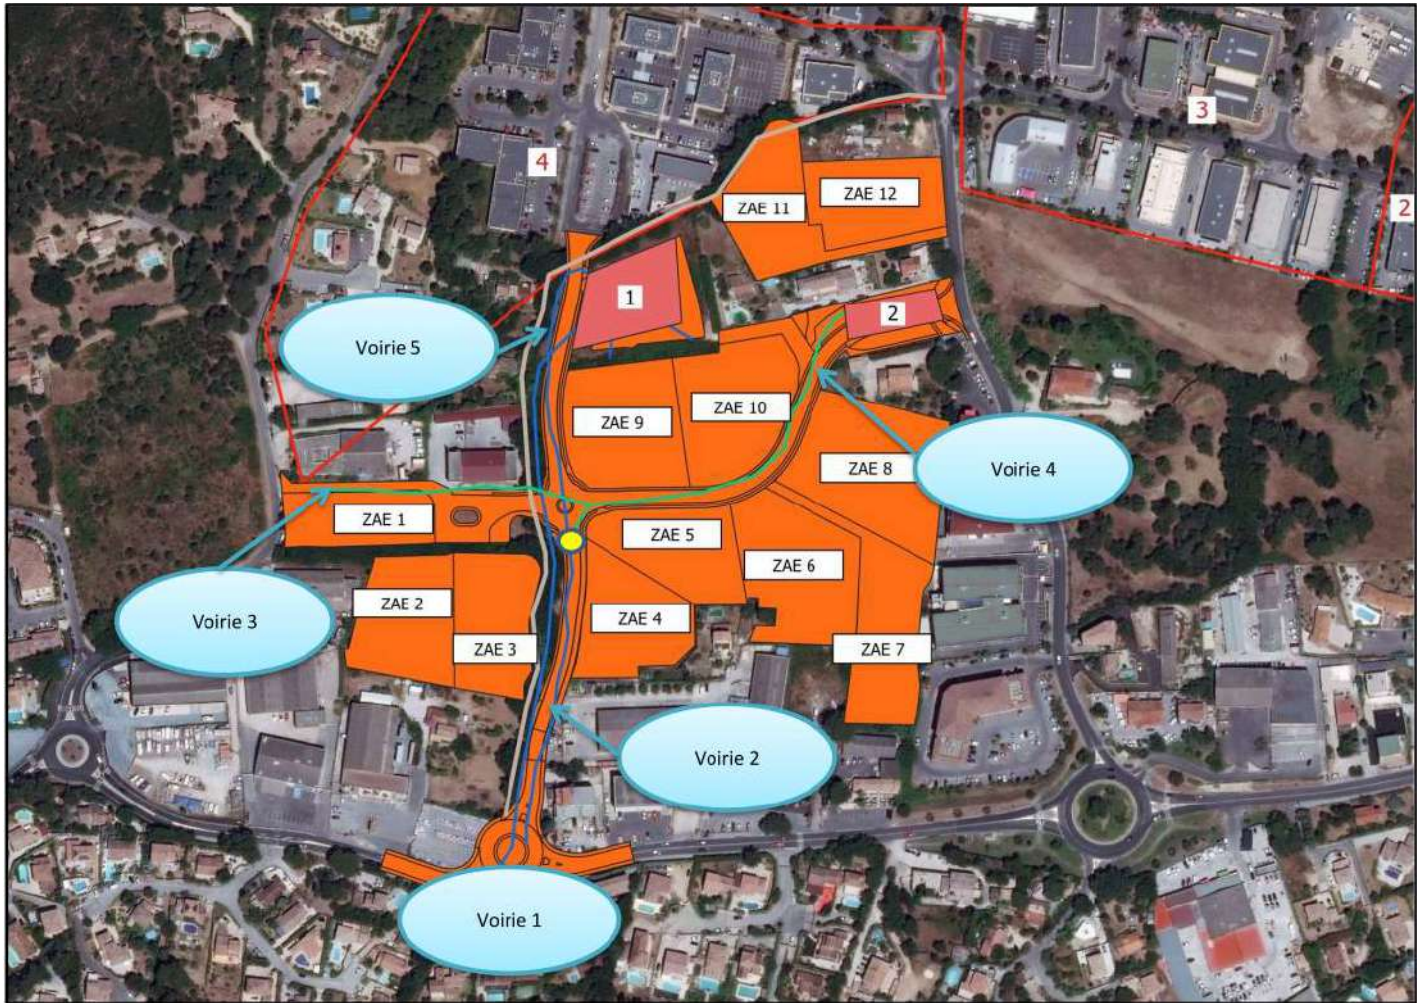 3
4
2
ZAE 11
ZAE 12
1
2
Voirie 5
ZAE 9
ZAE 10
ZAE 8
Voirie 4
ZAE 1
ZAE 5
ZAE 6
ZAE 2
ZAE 4
Voirie 3
ZAE 3
ZAE 7
Voirie 2
Voirie 1